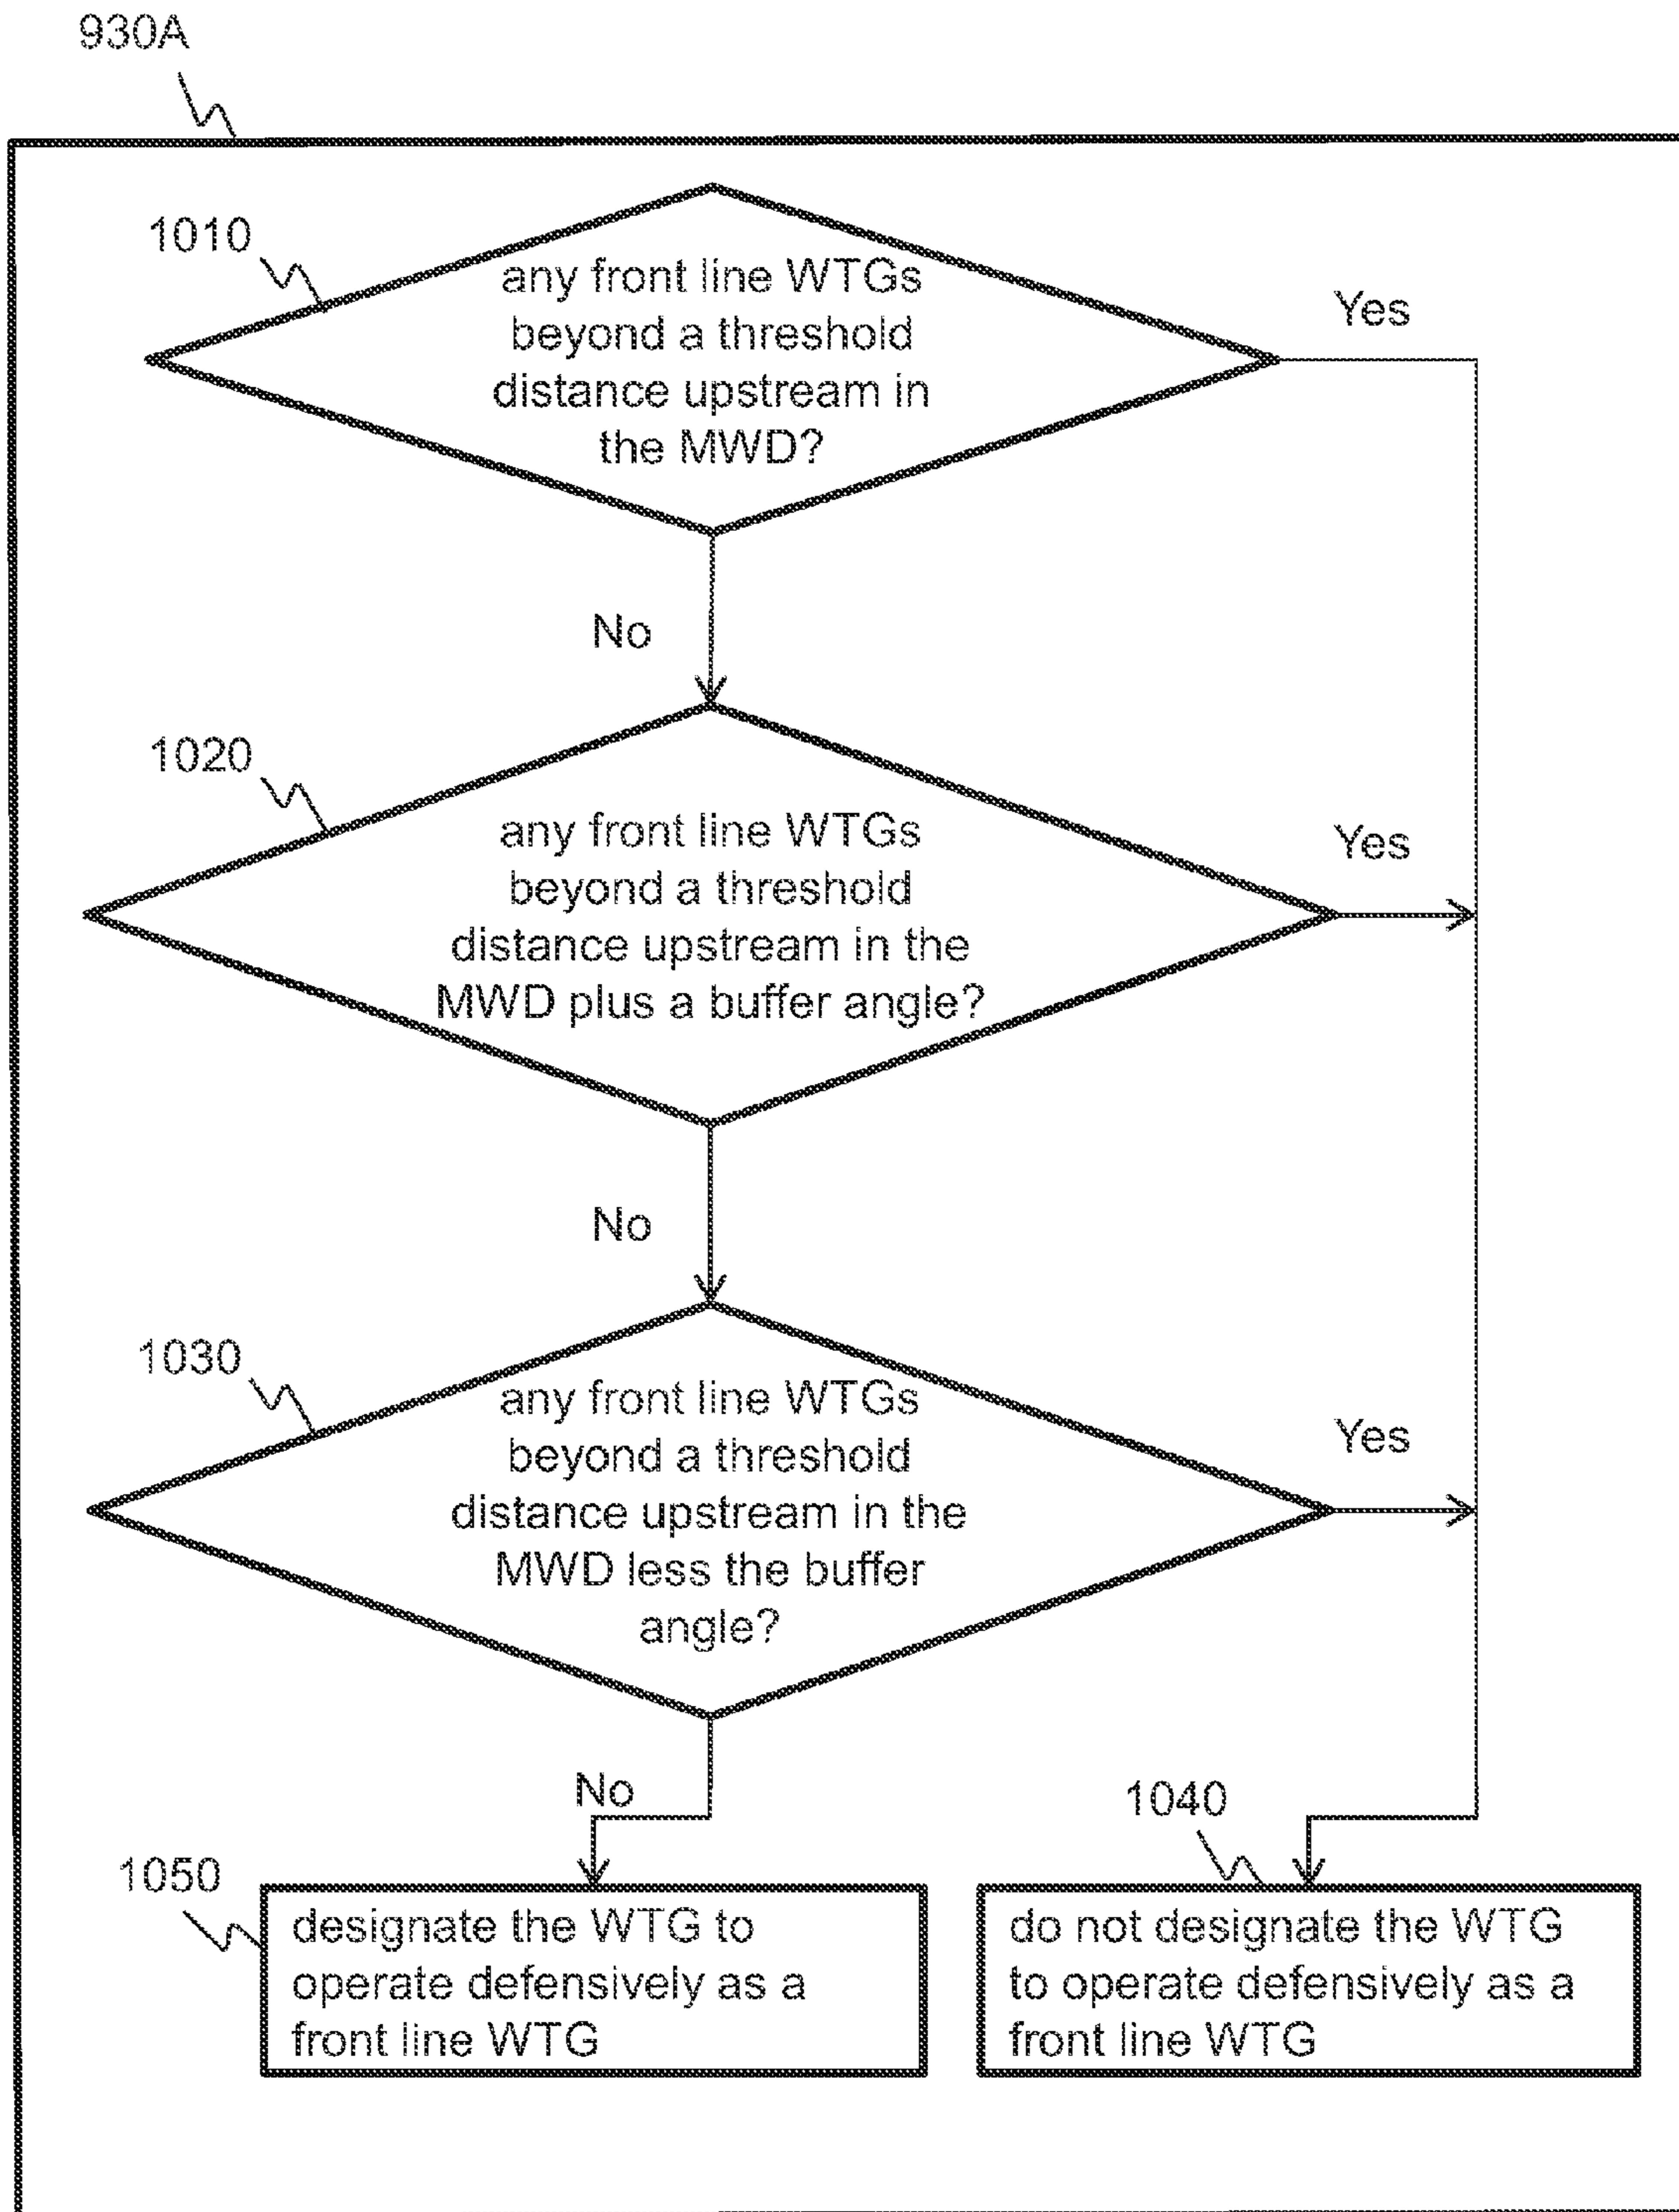 930A
1010
any front line WTGs
beyond a threshold
distance upstream in
the MWD?
Yes
No
1020
any front line WTGs
beyond a threshold
distance upstream in the
MWD plus a buffer angle?
Yes
No
1030
any front line WTGs
beyond a threshold
distance upstream in the
MWD less the buffer
angle?
Yes
No
1050
designate the WTG to
operate defensively as a
front line WTG
1040
do not designate the WTG
to operate defensively as a
front line WTG